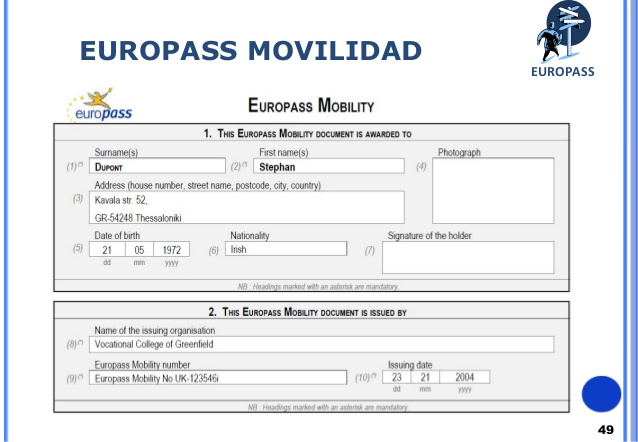 EUROPASS MOVILIDAD
EUROPASS
europass
EUROPASS MOBILITY
1. THIS EUROPASS MOBILITY DOCUMENT IS AWARDED TO
Surname(s) First name(s) Photograph
(1)(*) DUPONT (2)(*) Stephan (4)
Address (house number, street name, postcode, city, country)
(3) Kavala str. 52,
GR-54248 Thessaloniki
Date of birth Nationality Signature of the holder
(5) 21 05 1972 (6) Irish (7)
dd mm yyyy
NB : Headings marked with an asterisk are mandatory.
2. THIS EUROPASS MOBILITY DOCUMENT IS ISSUED BY
Name of the issuing organisation
(8)(*) Vocational College of Greenfield
Europass Mobility number Issuing date
(9)(*) Europass Mobility No UK-123546i (10)(*) 23 21 2004
dd mm yyyy
NB : Headings marked with an asterisk are mandatory.
49